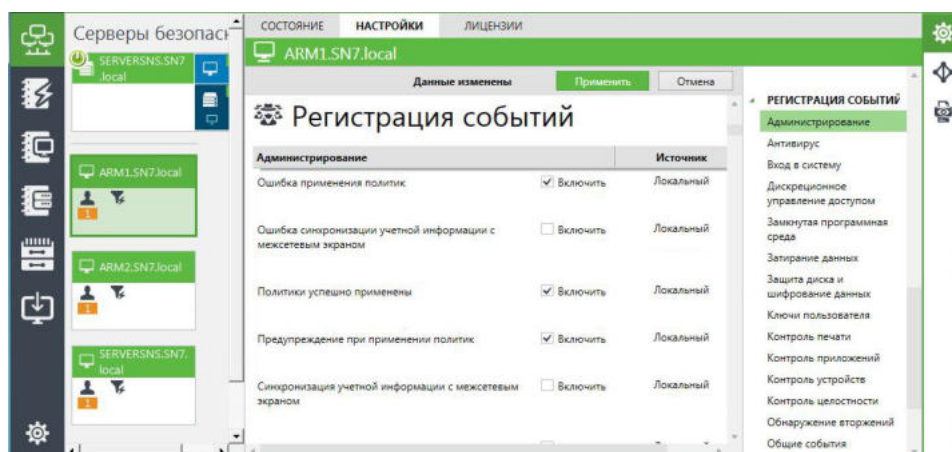 Серверы безопасн
SERVERSNS.SN7
.local
ARM1.SN7.local
1
ARM2.SN7.local
1
SERVERSNS.SN7.
local
1
СОСТОЯНИЕ НАСТРОЙКИ ЛИЦЕНЗИИ
ARM1.SN7.local
Данные изменены Применить Отмена
Регистрация событий
Администрирование Источник
Ошибка применения политик Включить Локальный
Ошибка синхронизации учетной информации с Включить Локальный
межсетевым экраном
Политики успешно применены Включить Локальный
Предупреждение при применении политик Включить Локальный
Синхронизация учетной информации с межсетевым Включить Локальный
экраном
РЕГИСТРАЦИЯ СОБЫТИЙ
Администрирование
Антивирус
Вход в систему
Дискреционное
управление доступом
Замкнутая программная
среда
Затирание данных
Защита диска и
шифрование данных
Ключи пользователя
Контроль печати
Контроль приложений
Контроль устройств
Контроль целостности
Обнаружение вторжений
Общие события